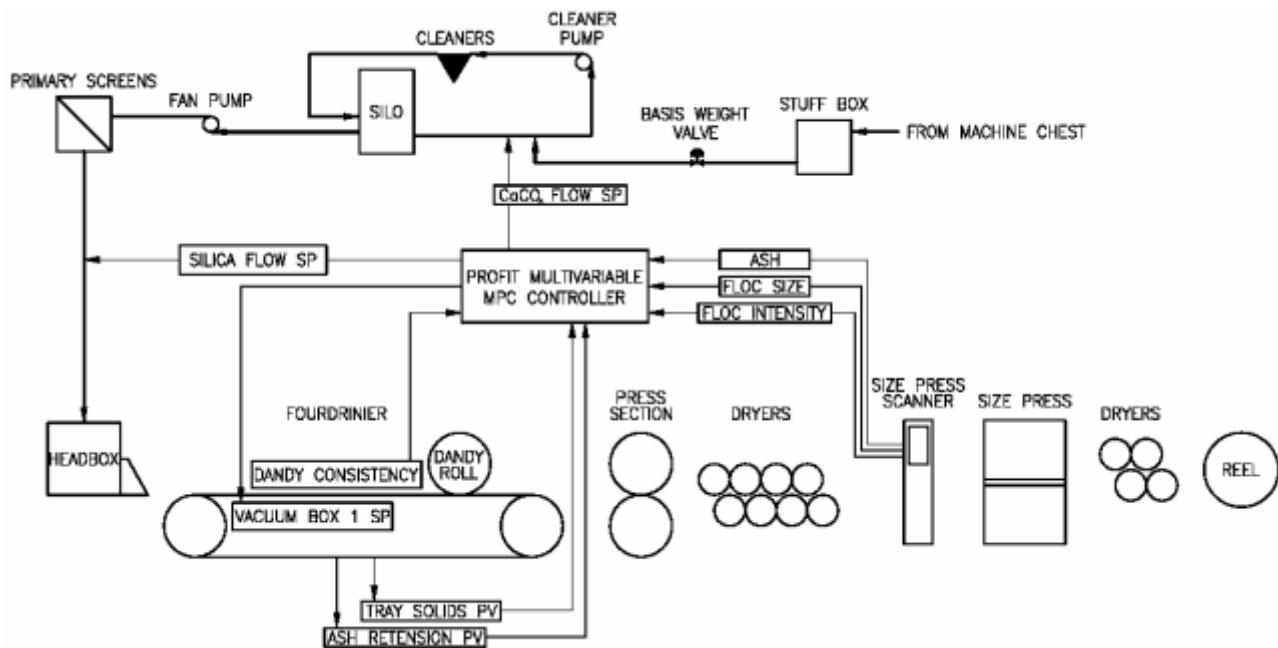 CLEANER
PUMP
CLEANERS
PRIMARY SCREENS
FAN PUMP
SILO
STUFF BOX
BASIS WEIGHT
VALVE
FROM MACHINE CHEST
CaCO, FLOW SP
SILICA FLOW SP
PROFIT MULTIVARIABLE
MPC CONTROLLER
ASH
FLOC SIZE
FLOC INTENSITY
SIZE PRESS
SCANNER
SIZE PRESS
PRESS
SECTION
DRYERS
DRYERS
FOURDRINIER
HEADBOX
DANDY CONSISTENCY
DANDY
ROLL
REEL
VACUUM BOX 1 SP
TRAY SOLIDS PV
ASH RETENSION PV